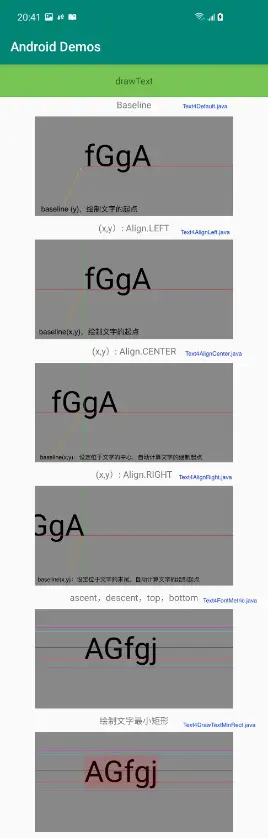 20:41
Android Demos
drawText
Baseline Text4Default.java
fGgA
baseline (y)，绘制文字的起点
(x,y) : Align.LEFT Text4AlignLeft.java
fGgA
baseline(x,y)，绘制文字的起点
(x,y) : Align.CENTER Text4AlignCenter.java
fGgA
baseline(x,y)：设定位于文字的中心，自动计算文字的绘制起点
(x,y) : Align.RIGHT Text4AlignRight.java
GgA
baseline(x,y)：设定位于文字的末尾，自动计算文字的绘制起点
ascent，descent，top，bottom Text4FontMetric.java
AGfgj
绘制文字最小矩形 Text4DrawTextMinRect.java
AGfgj